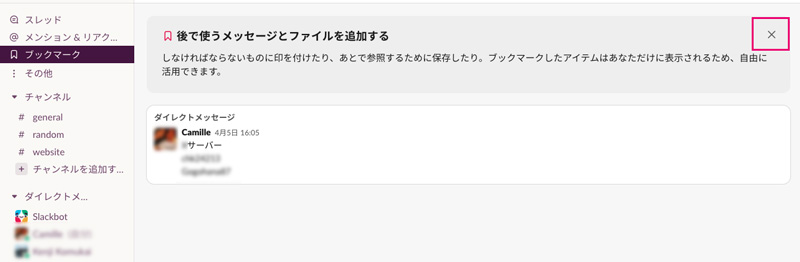 スレッド
メンション & リアク...
ブックマーク
その他
チャンネル
# general
# random
# website
+ チャンネルを追加す...
ダイレクトメ...
Slackbot
後で使うメッセージとファイルを追加する
しなければならないものに印を付けたり、あとで参照するために保存したり。ブックマークしたアイテムはあなただけに表示されるため、自由に
活用できます。
ダイレクトメッセージ
Camille 4月5日 16:05
サーバー